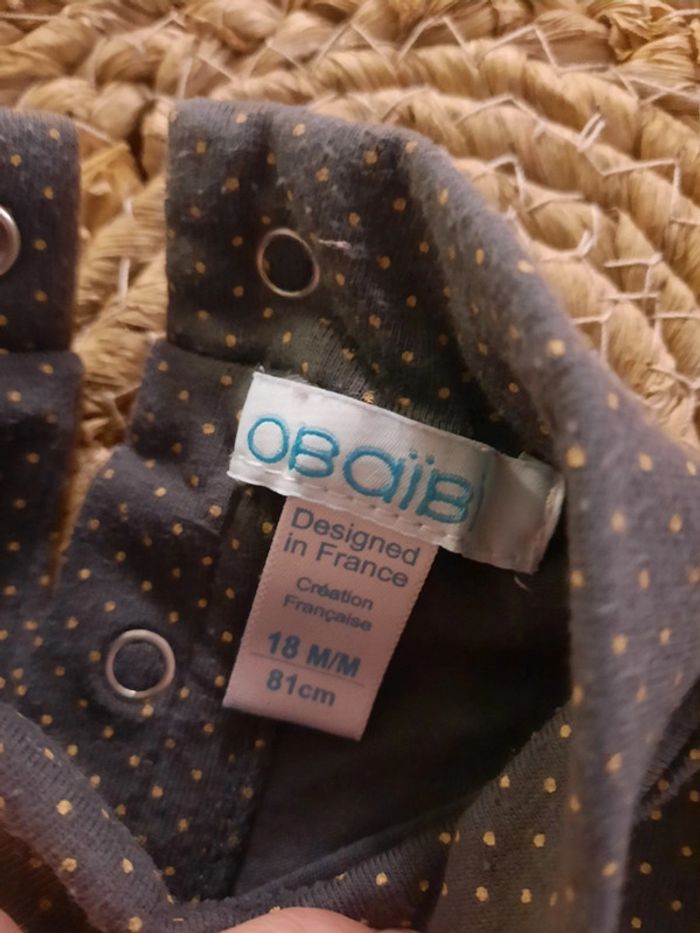 OBAÏBI
Designed
in France
Création
Française
18 M/M
81cm